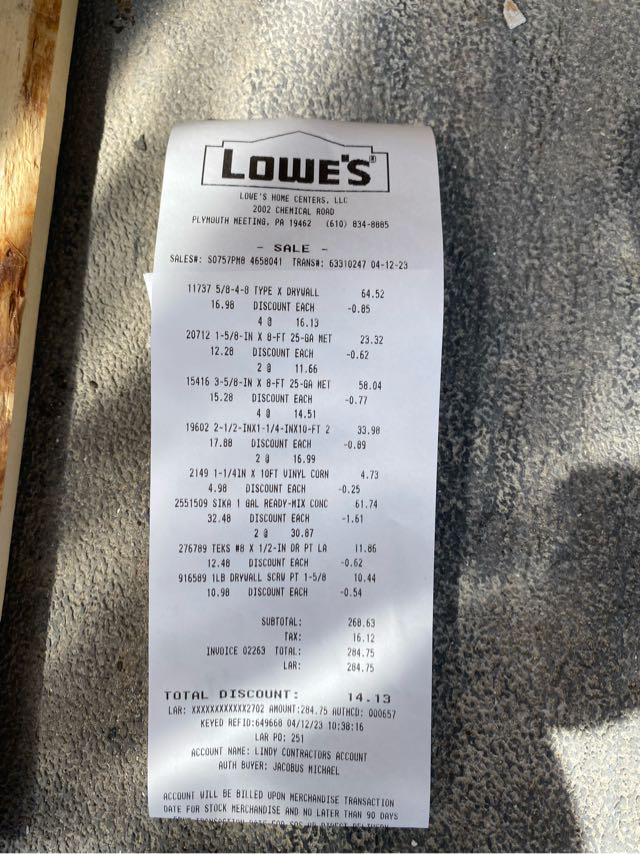 LOWE'S
LOWE'S HOME CENTERS, LLC
2002 CHEMICAL ROAD
PLYMOUTH MEETING, PA 19462 (610) 834-8885
- SALE -
SALES#: SO757PM8 4658041 TRANS#: 63310247 04-12-23
11737 5/8-4-8 TYPE X DRYWALL 64.52
16.98 DISCOUNT EACH -0.85
4 @ 16.13
20712 1-5/8-IN X 8-FT 25-GA MET 23.32
12.28 DISCOUNT EACH -0.62
2 @ 11.66
15416 3-5/8-IN X 8-FT 25-GA MET 58.04
15.28 DISCOUNT EACH -0.77
4 @ 14.51
19602 2-1/2-INX1-1/4-INX10-FT 2 33.98
17.88 DISCOUNT EACH -0.89
2 @ 16.99
2149 1-1/4IN X 10FT VINYL CORN 4.73
4.98 DISCOUNT EACH -0.25
2551509 SIKA 1 GAL READY-MIX CONC 61.74
32.48 DISCOUNT EACH -1.61
2 @ 30.87
276789 TEKS #8 X 1/2-IN DR PT LA 11.86
12.48 DISCOUNT EACH -0.62
916589 1LB DRYWALL SCRW PT 1-5/8 10.44
10.98 DISCOUNT EACH -0.54
SUBTOTAL: 268.63
TAX: 16.12
INVOICE 02263 TOTAL: 284.75
LAR: 284.75
TOTAL DISCOUNT: 14.13
LAR: XXXXXXXXXXXX2702 AMOUNT:284.75 AUTHCD: 000657
KEYED REFID:649668 04/12/23 10:38:16
LAR PO: 251
ACCOUNT NAME: LINDY CONTRACTORS ACCOUNT
AUTH BUYER: JACOBUS MICHAEL
ACCOUNT WILL BE BILLED UPON MERCHANDISE TRANSACTION
DATE FOR STOCK MERCHANDISE AND NO LATER THAN 90 DAYS